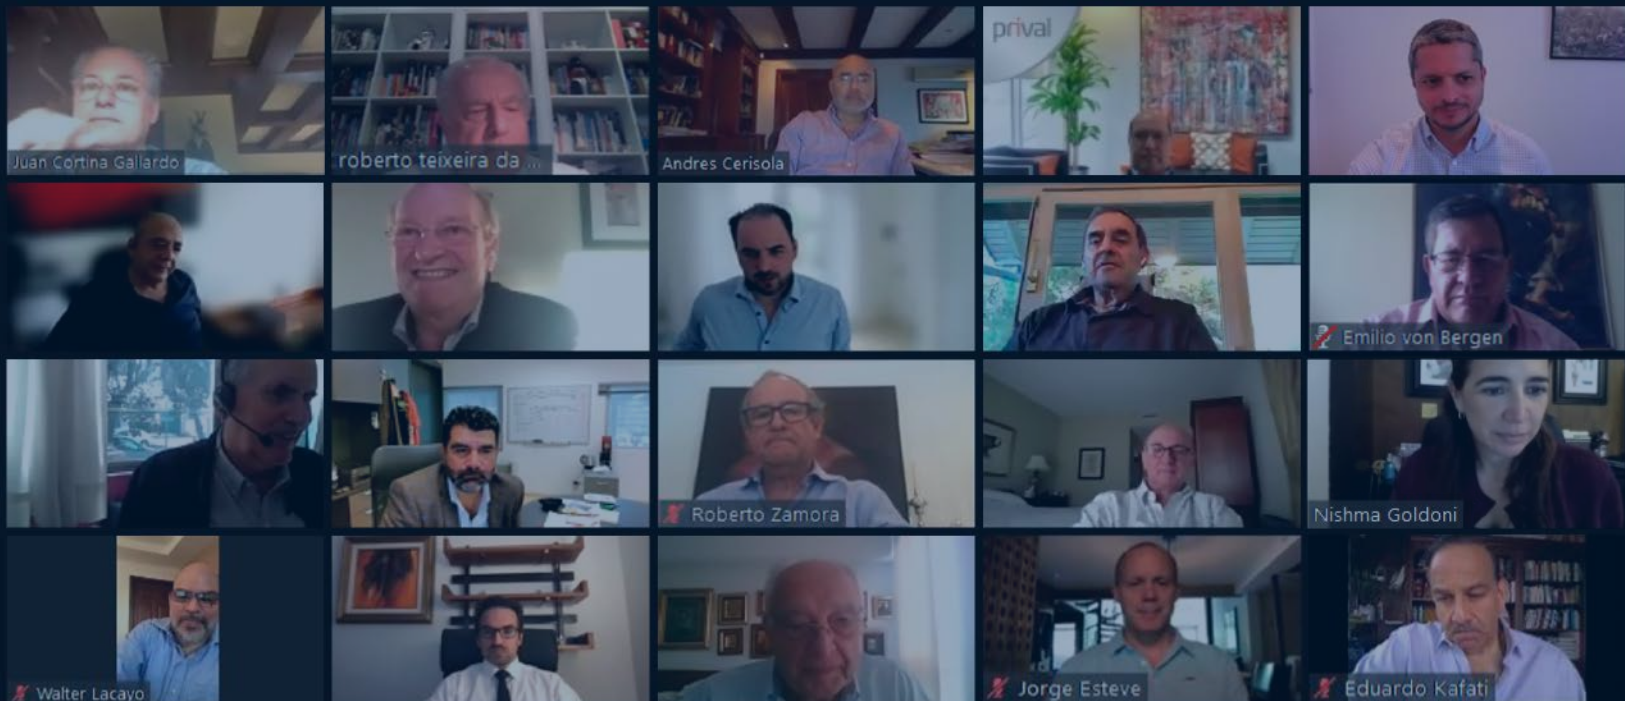 prival
Juan Cortina Gallardo
roberto teixeira da ...
Andres Cerisola
Emilio von Bergen
Roberto Zamora
Nishma Goldoni
Walter Lacayo
Jorge Esteve
Eduardo Kafati